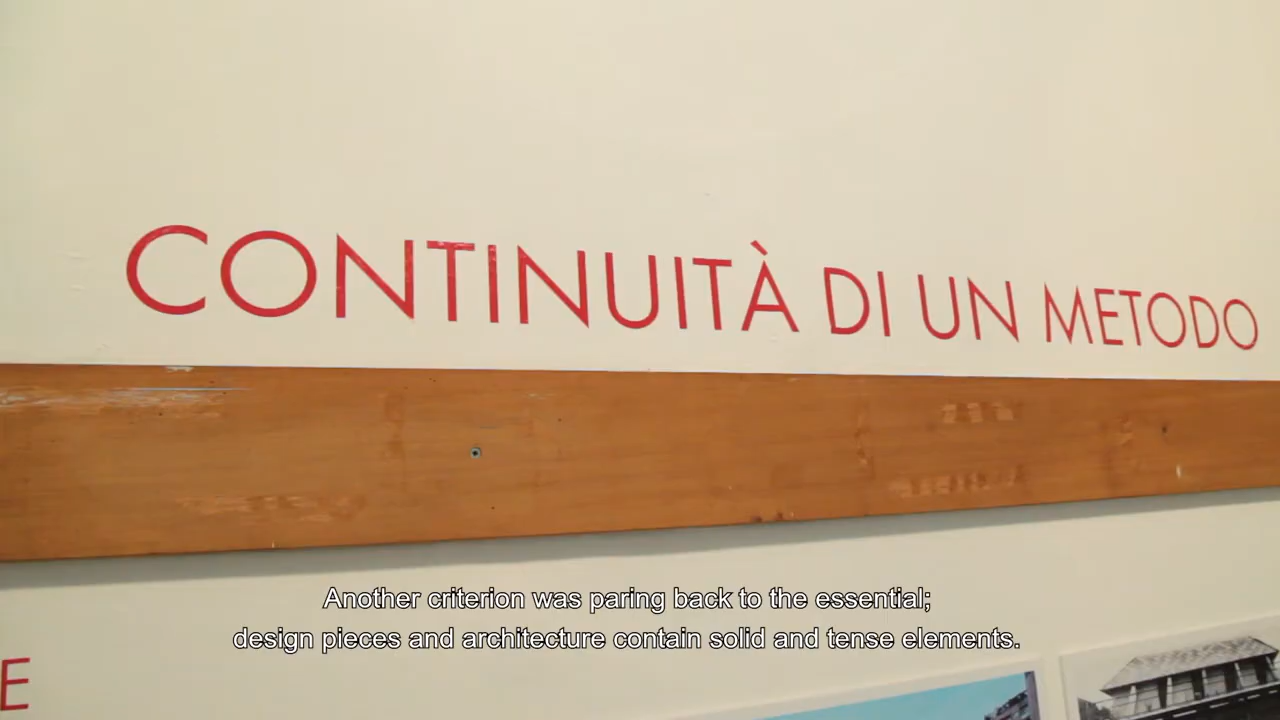 CONTINUITÀ DI UN METODO
Another criterion was paring back to the essential;
design pieces and architecture contain solid and tense elements.
E